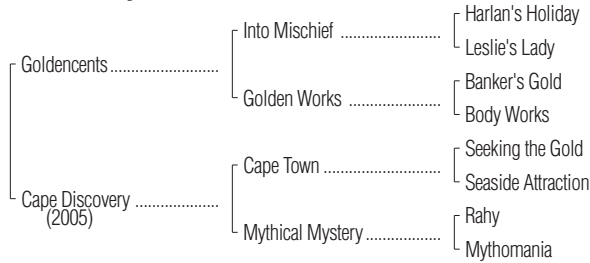 Harlan's Holiday
Into Mischief ....................
Leslie's Lady
Goldencents.......................
Banker's Gold
Golden Works ..................
Body Works
Seeking the Gold
Cape Town .......................
Seaside Attraction
Cape Discovery .................
(2005)
Rahy
Mythical Mystery...............
Mythomania